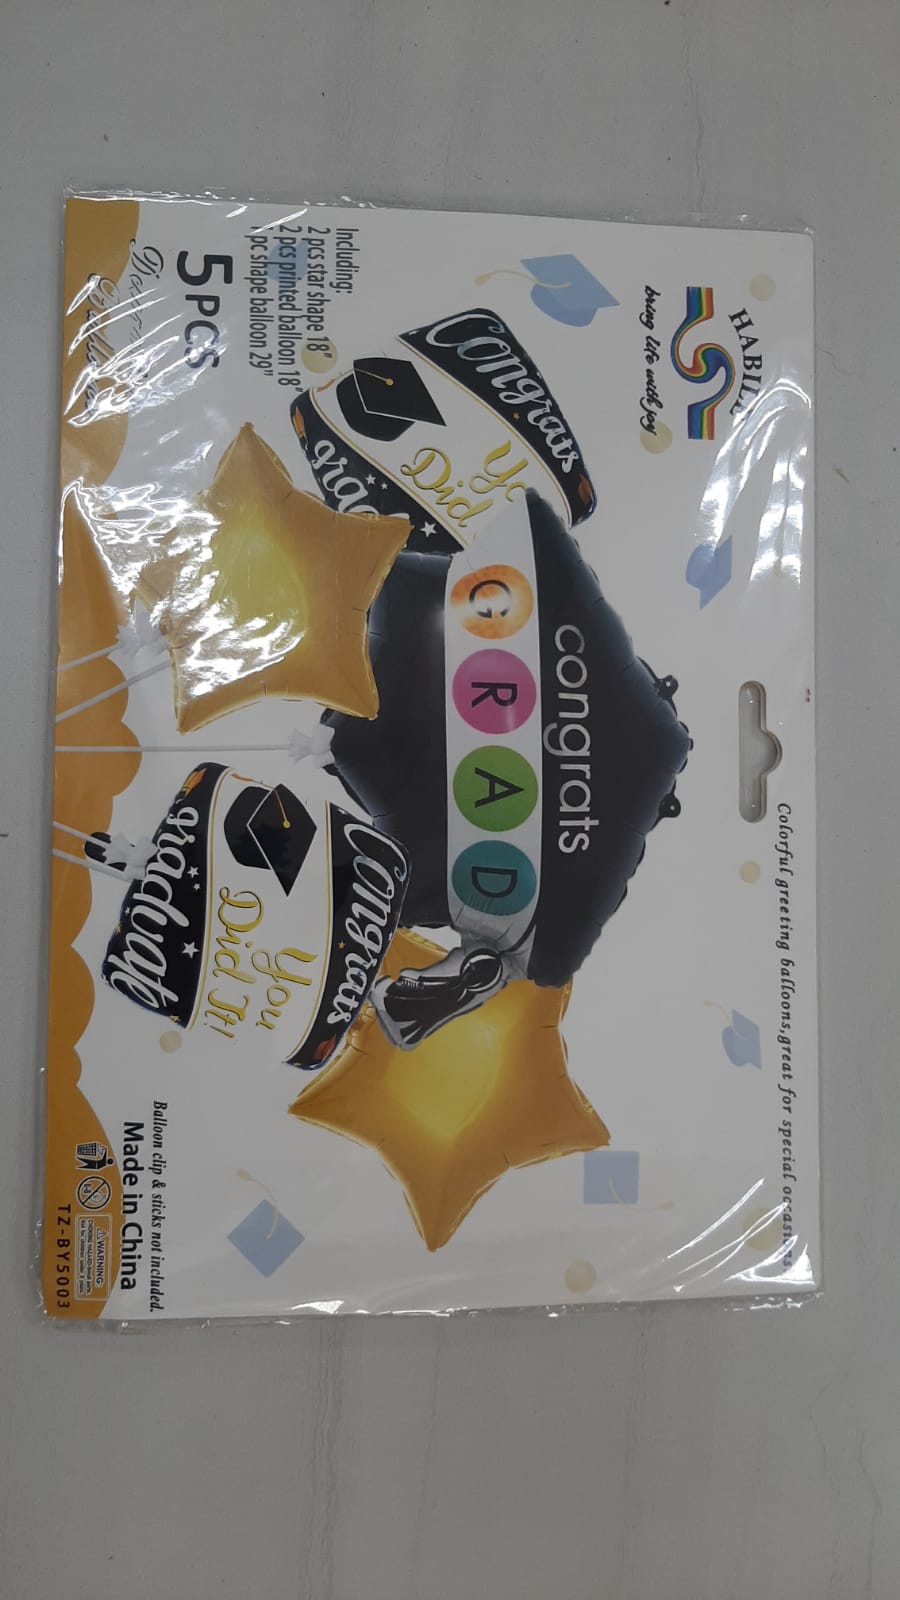 Colorful greeting balloons,great for special occasions
bring life with joy
congrats
GRAD
Congrats
Did
Congrats
You
Did It!
graduate
Including:
2 pcs star shape 18"
2 pcs printed balloon 18"
pc shape balloon 29"
5PCS
Balloon clip & sticks not included.
Made in China
WARNING:
TZ-BY5003